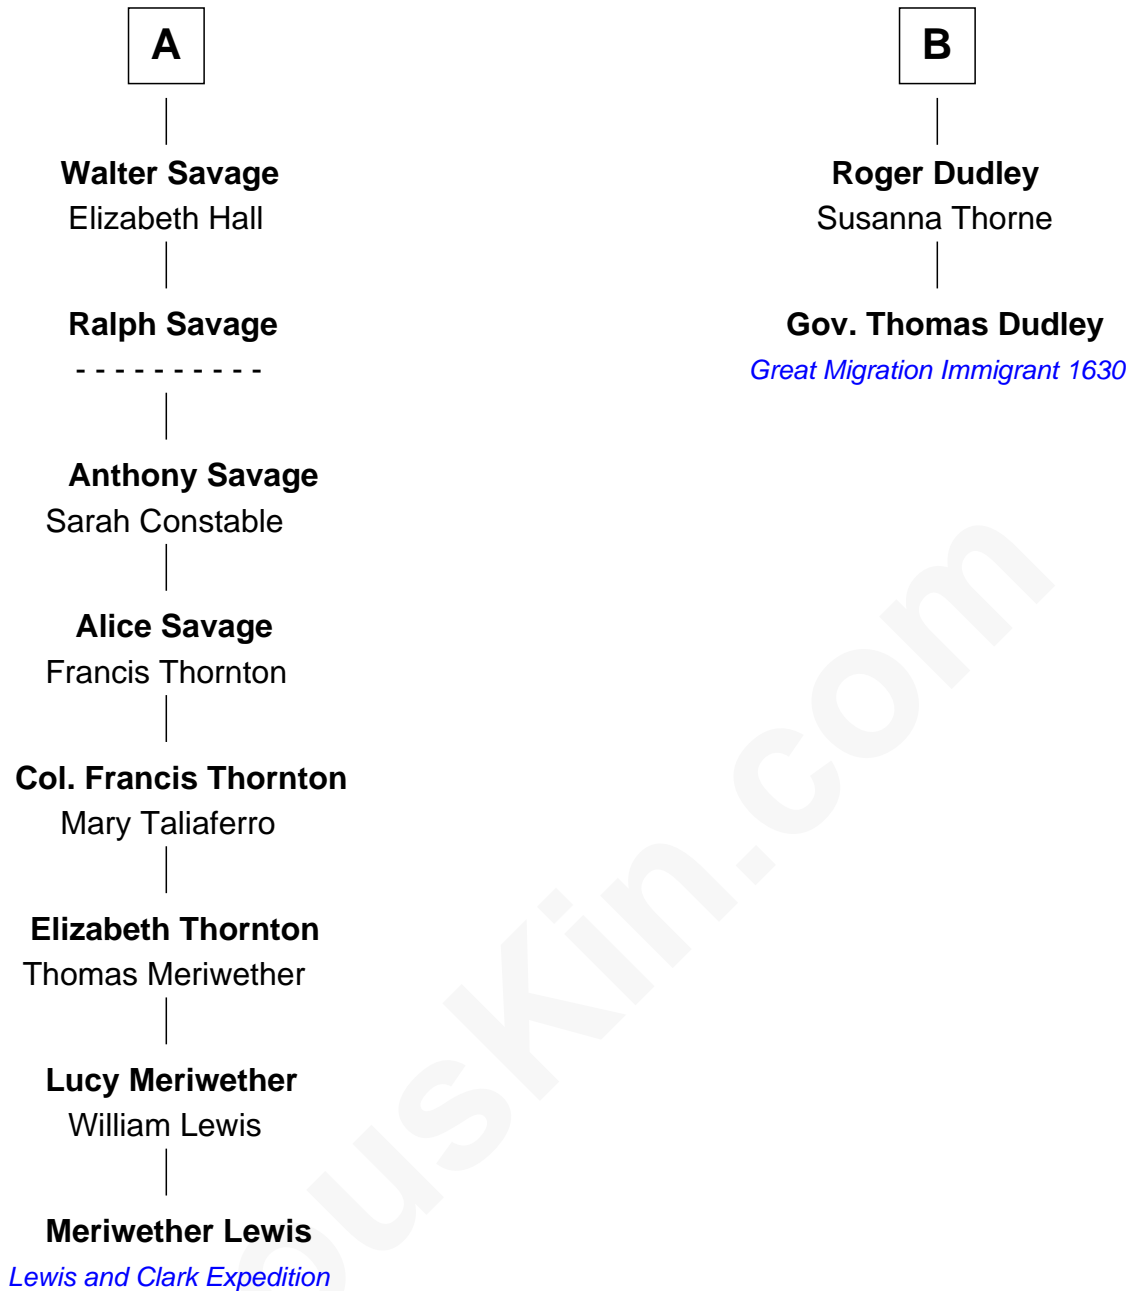 A
Walter Savage
Elizabeth Hall
Ralph Savage
- - - - - - - - - -
Anthony Savage
Sarah Constable
Alice Savage
Francis Thornton
Col. Francis Thornton
Mary Taliaferro
Elizabeth Thornton
Thomas Meriwether
Lucy Meriwether
William Lewis
Meriwether Lewis
Lewis and Clark Expedition
B
Roger Dudley
Susanna Thorne
Gov. Thomas Dudley
Great Migration Immigrant 1630
ousKin.com